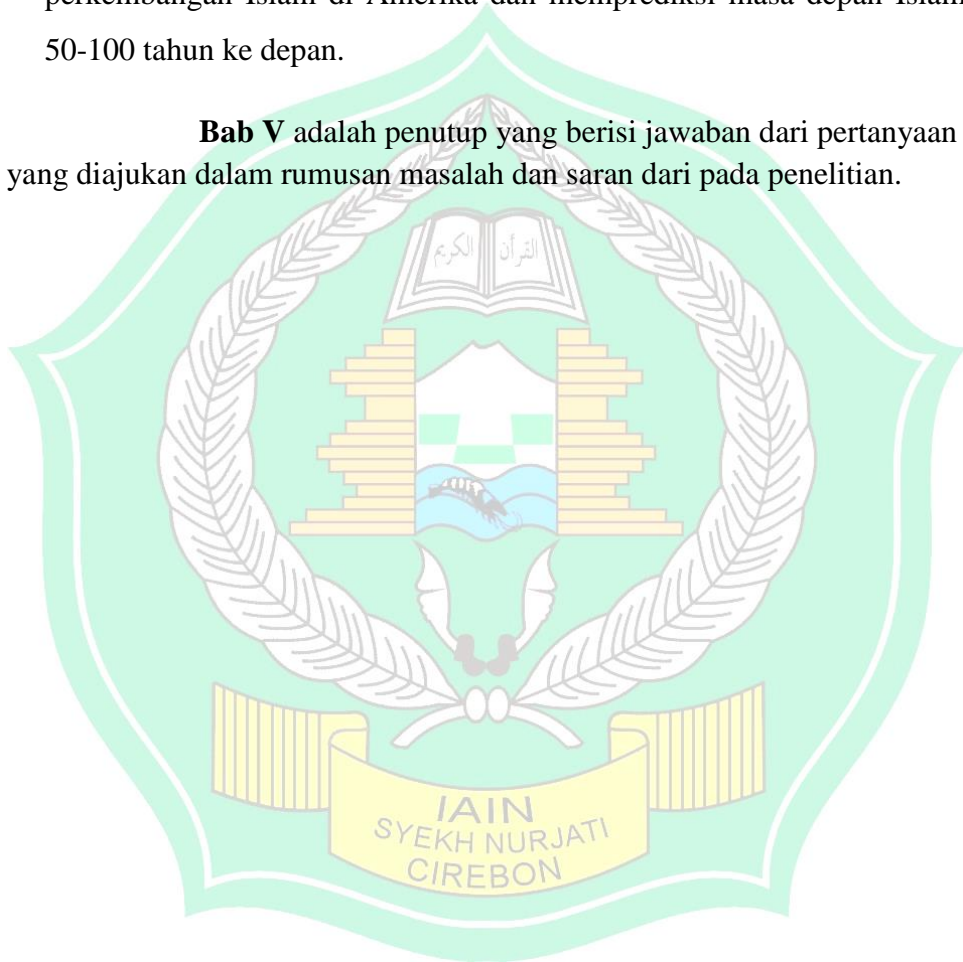 perkembangan Islam di Amerika dan memprediksi masa depan Islam
50-100 tahun ke depan.
Bab V adalah penutup yang berisi jawaban dari pertanyaan
yang diajukan dalam rumusan masalah dan saran dari pada penelitian.
القرأن الكريم
IAIN
SYEKH NURJATI
CIREBON